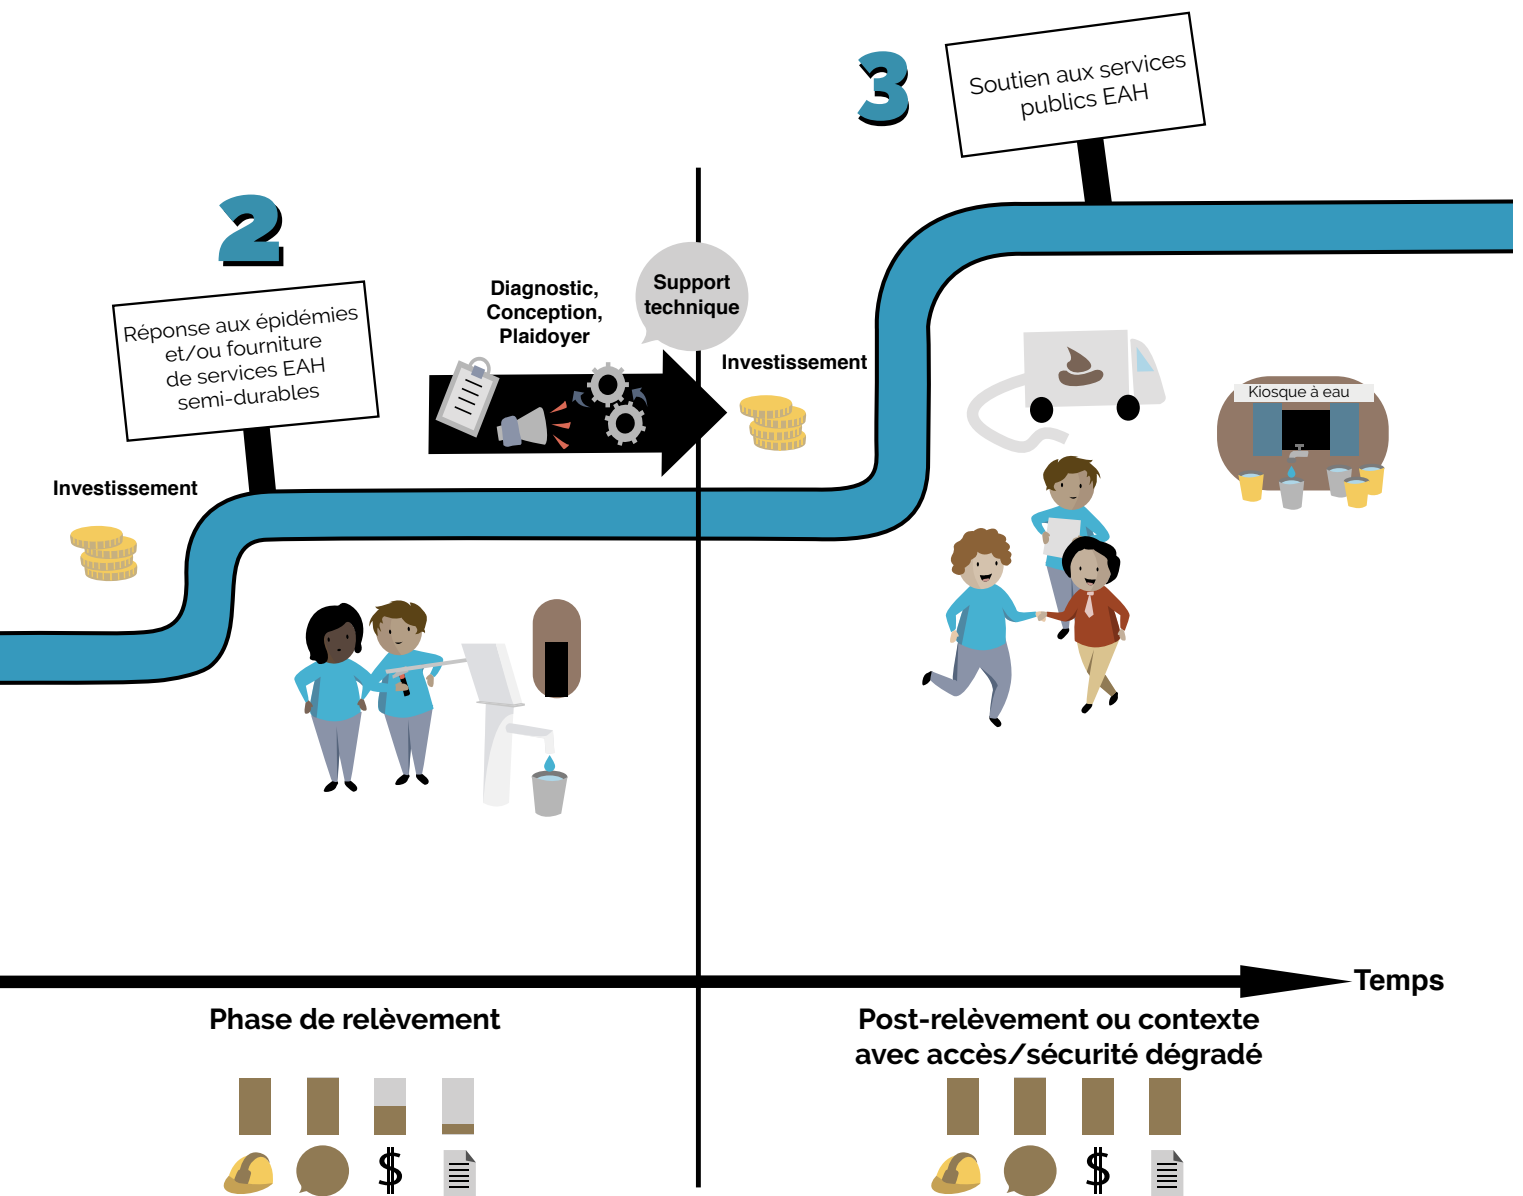 3
Soutien aux services
publics EAH
2
Réponse aux épidémies
et/ou fourniture
de services EAH
semi-durables
Diagnostic,
Conception,
Plaidoyer
Support
technique
Investissement
Kiosque à eau
Investissement
Temps
Phase de relèvement
Post-relèvement ou contexte
avec accès/sécurité dégradé
$
$